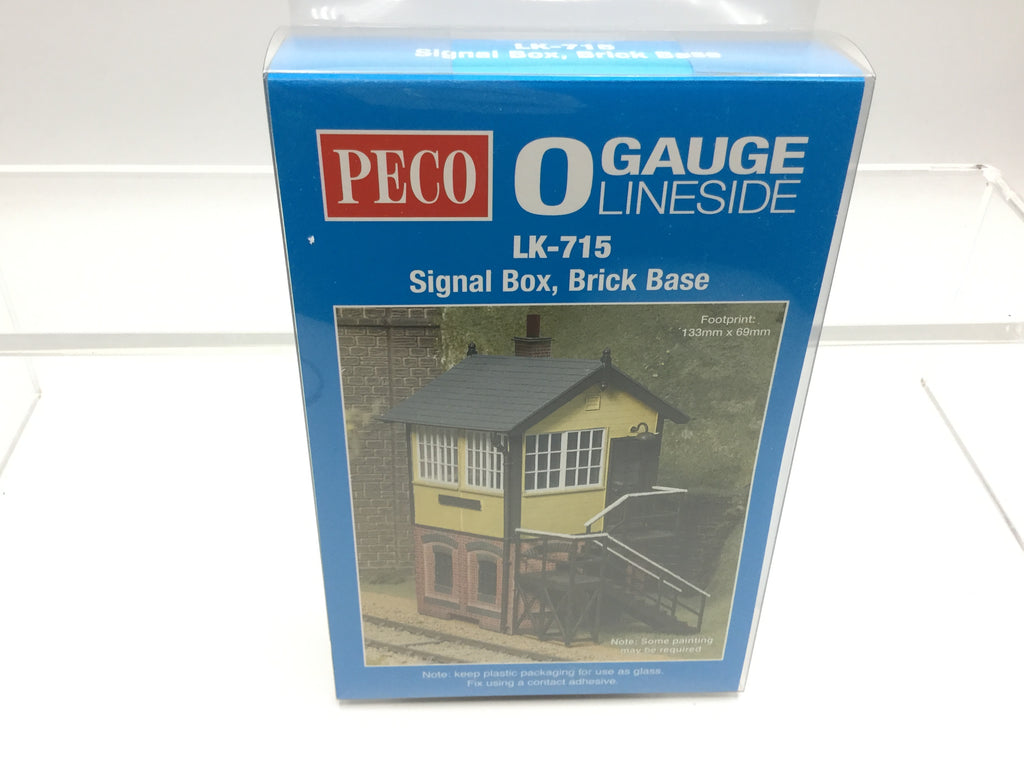 LK-715
Signal Box, Brick Base
PECO
O GAUGE
LINESIDE
LK-715
Signal Box, Brick Base
Footprint:
133mm x 69mm
Note: Some painting
may be required
Note: keep plastic packaging for use as glass.
Fix using a contact adhesive.